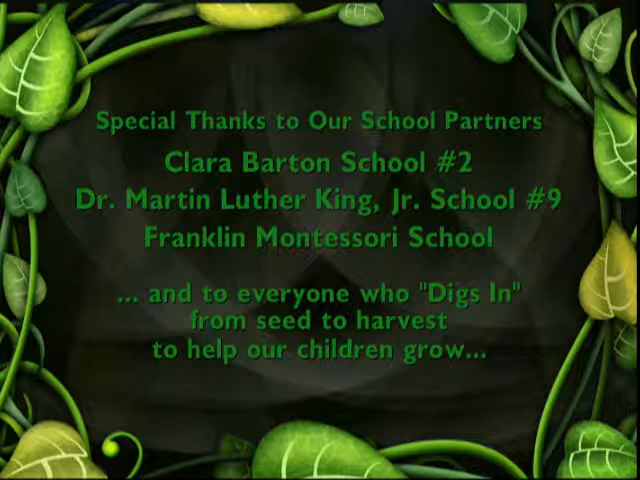 Special Thanks to Our School Partners
Clara Barton School #2
Dr. Martin Luther King, Jr. School #9
Franklin Montessori School
... and to everyone who "Digs In"
from seed to harvest
to help our children grow...